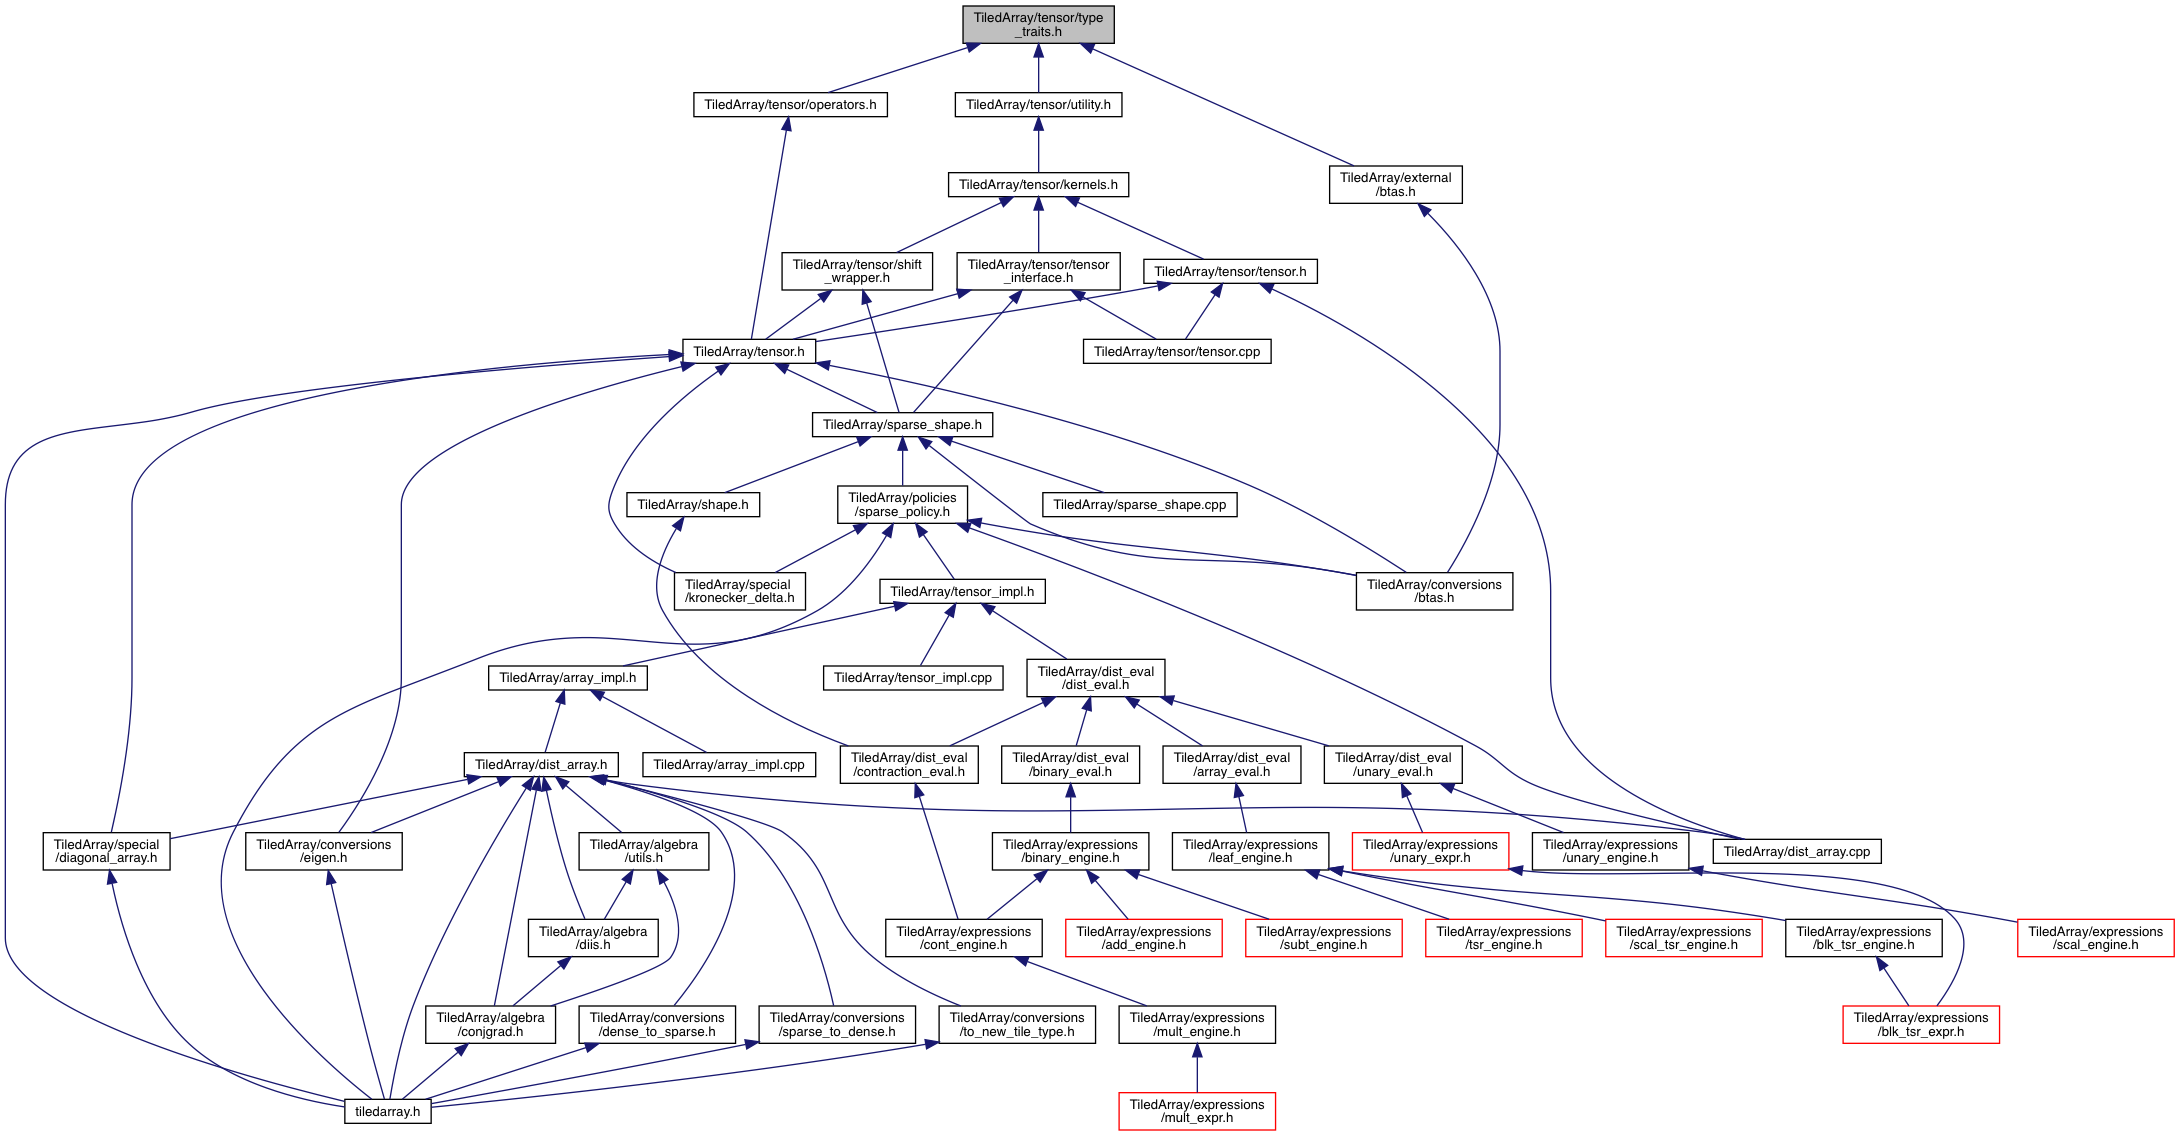 TiledArray/tensor/type
_traits.h
TiledArray/tensor/operators.h
TiledArray/tensor/utility.h
TiledArray/tensor/kernels.h
TiledArray/external
/btas.h
TiledArray/tensor/shift
_wrapper.h
TiledArray/tensor/tensor
_interface.h
TiledArray/tensor/tensor.h
TiledArray/tensor.h
TiledArray/tensor/tensor.cpp
TiledArray/sparse_shape.h
TiledArray/shape.h
TiledArray/policies
/sparse_policy.h
TiledArray/sparse_shape.cpp
TiledArray/special
/kronecker_delta.h
TiledArray/tensor_impl.h
TiledArray/conversions
/btas.h
TiledArray/array_impl.h
TiledArray/tensor_impl.cpp
TiledArray/dist_eval
/dist_eval.h
TiledArray/dist_array.h
TiledArray/array_impl.cpp
TiledArray/dist_eval
/contraction_eval.h
TiledArray/dist_eval
/binary_eval.h
TiledArray/dist_eval
/array_eval.h
TiledArray/dist_eval
/unary_eval.h
TiledArray/special
/diagonal_array.h
TiledArray/conversions
/eigen.h
TiledArray/algebra
/utils.h
TiledArray/expressions
/binary_engine.h
TiledArray/expressions
/leaf_engine.h
TiledArray/expressions
/unary_expr.h
TiledArray/expressions
/unary_engine.h
TiledArray/dist_array.cpp
TiledArray/algebra
/diis.h
TiledArray/expressions
/cont_engine.h
TiledArray/expressions
/add_engine.h
TiledArray/expressions
/subt_engine.h
TiledArray/expressions
/tsr_engine.h
TiledArray/expressions
/scal_tsr_engine.h
TiledArray/expressions
/blk_tsr_engine.h
TiledArray/expressions
/scal_engine.h
TiledArray/algebra
/conjgrad.h
TiledArray/conversions
/dense_to_sparse.h
TiledArray/conversions
/sparse_to_dense.h
TiledArray/conversions
/to_new_tile_type.h
TiledArray/expressions
/mult_engine.h
TiledArray/expressions
/blk_tsr_expr.h
tiledarray.h
TiledArray/expressions
/mult_expr.h